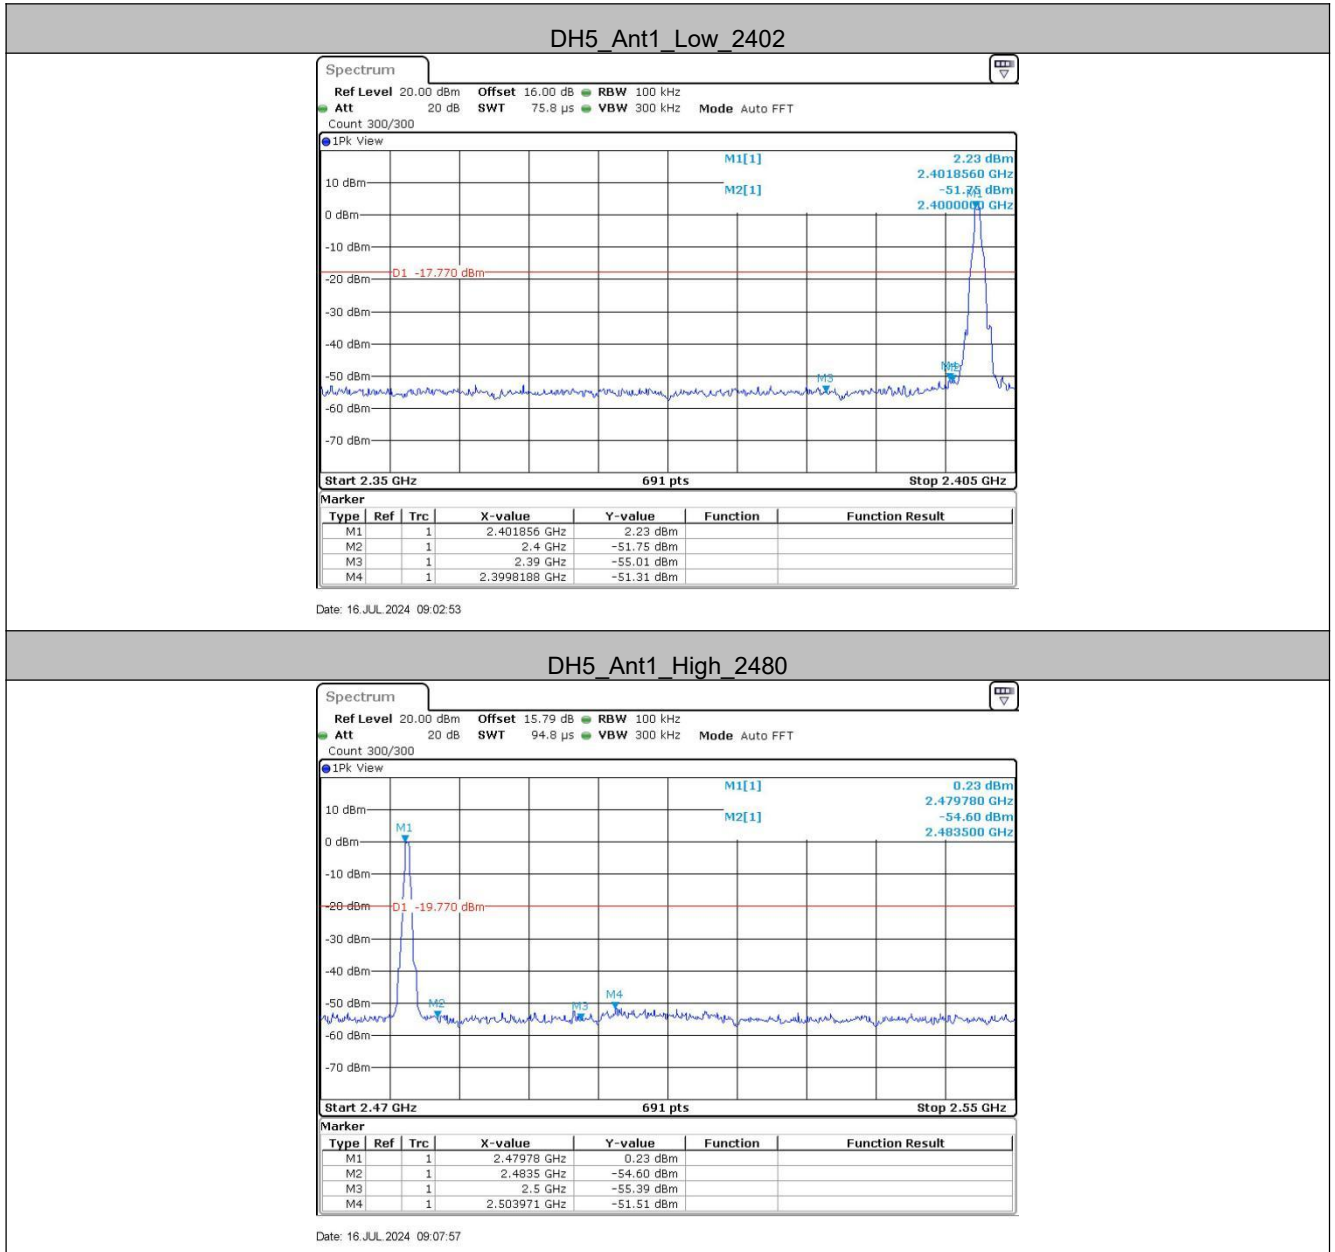 DH5_Ant1_Low_2402
Spectrum
Ref Level 20.00 dBm Offset 16.00 dB RBW 100 kHz
Att 20 dB SWT 75.8 µs VBW 300 kHz Mode Auto FFT
Count 300/300
1Pk View
M1[1] 2.23 dBm
2.4018560 GHz
10 dBm
M2[1] -51.75 dBm
M1
2.4000000 GHz
0 dBm
-10 dBm
D1 -17.770 dBm
-20 dBm
-30 dBm
-40 dBm
-50 dBm
M3
-60 dBm
-70 dBm
Start 2.35 GHz 691 pts Stop 2.405 GHz
Marker
Type Ref Trc X-value Y-value Function Function Result
M1 1 2.401856 GHz 2.23 dBm
M2 1 2.4 GHz -51.75 dBm
M3 1 2.39 GHz -55.01 dBm
M4 1 2.3998188 GHz -51.31 dBm
Date: 16.JUL.2024 09:02:53
DH5_Ant1_High_2480
Spectrum
Ref Level 20.00 dBm Offset 15.79 dB RBW 100 kHz
Att 20 dB SWT 94.8 µs VBW 300 kHz Mode Auto FFT
Count 300/300
1Pk View
M1[1] 0.23 dBm
2.479780 GHz
10 dBm
M2[1] -54.60 dBm
M1
2.483500 GHz
0 dBm
-10 dBm
-20 dBm
D1 -19.770 dBm
-30 dBm
-40 dBm
M4
-50 dBm
M2
M3
-60 dBm
-70 dBm
Start 2.47 GHz 691 pts Stop 2.55 GHz
Marker
Type Ref Trc X-value Y-value Function Function Result
M1 1 2.47978 GHz 0.23 dBm
M2 1 2.4835 GHz -54.60 dBm
M3 1 2.5 GHz -55.39 dBm
M4 1 2.503971 GHz -51.51 dBm
Date: 16.JUL.2024 09:07:57